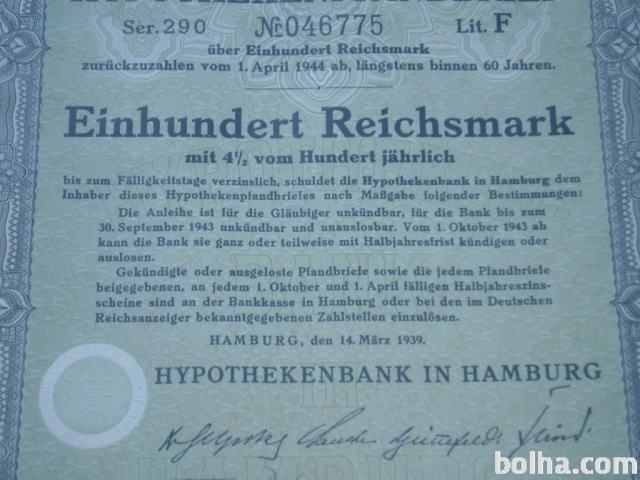 Ser. 290 № 046775 Lit. F
über Einhundert Reichsmark
zurückzuzahlen vom 1. April 1944 ab, längstens binnen 60 Jahren.
Einhundert Reichsmark
mit 4½ vom Hundert jährlich
bis zum Fälligkeitstage verzinslich, schuldet die Hypothekenbank in Hamburg dem
Inhaber dieses Hypothekenpfandbriefes nach Maßgabe folgender Bestimmungen:
Die Anleihe ist für die Gläubiger unkündbar, für die Bank bis zum
30. September 1943 unkündbar und unauslosbar. Vom 1. Oktober 1943 ab
kann die Bank sie ganz oder teilweise mit Halbjahresfrist kündigen oder
auslosen.
Gekündigte oder ausgeloste Pfandbriefe sowie die jedem Pfandbriefe
beigegebenen, an jedem 1. Oktober und 1. April fälligen Halbjahreszins-
scheine sind an der Bankkasse in Hamburg oder bei den im Deutschen
Reichsanzeiger bekanntgegebenen Zahlstellen einzulösen.
HAMBURG, den 14. März 1939.
HYPOTHEKENBANK IN HAMBURG
bolha.com